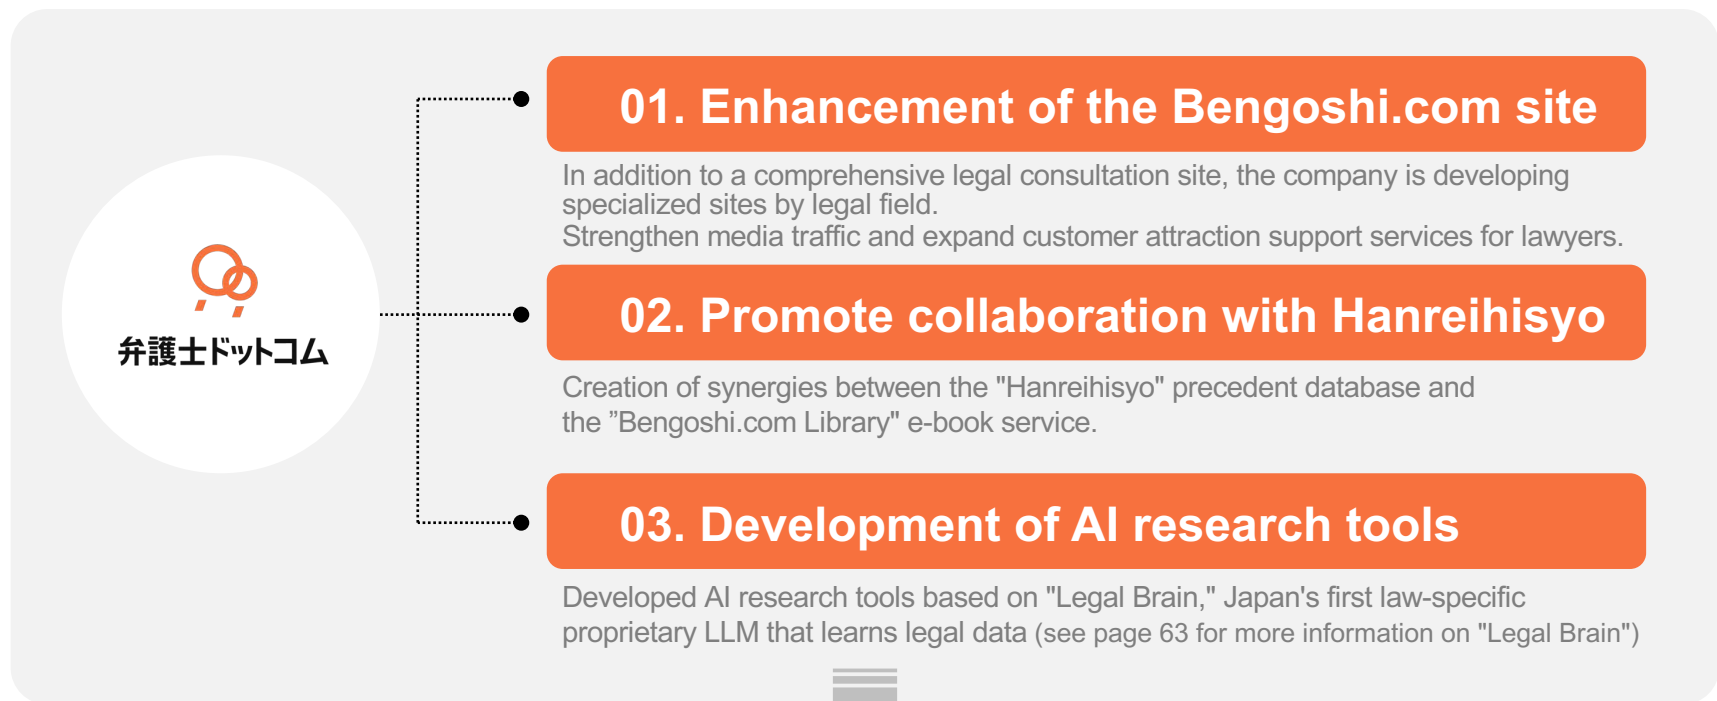 弁護士ドットコム
01. Enhancement of the Bengoshi.com site
In addition to a comprehensive legal consultation site, the company is developing
specialized sites by legal field.
Strengthen media traffic and expand customer attraction support services for lawyers.
02. Promote collaboration with Hanreihisyo
Creation of synergies between the "Hanreihisyo" precedent database and
the ”Bengoshi.com Library" e-book service.
03. Development of AI research tools
Developed AI research tools based on "Legal Brain," Japan's first law-specific
proprietary LLM that learns legal data (see page 63 for more information on "Legal Brain")